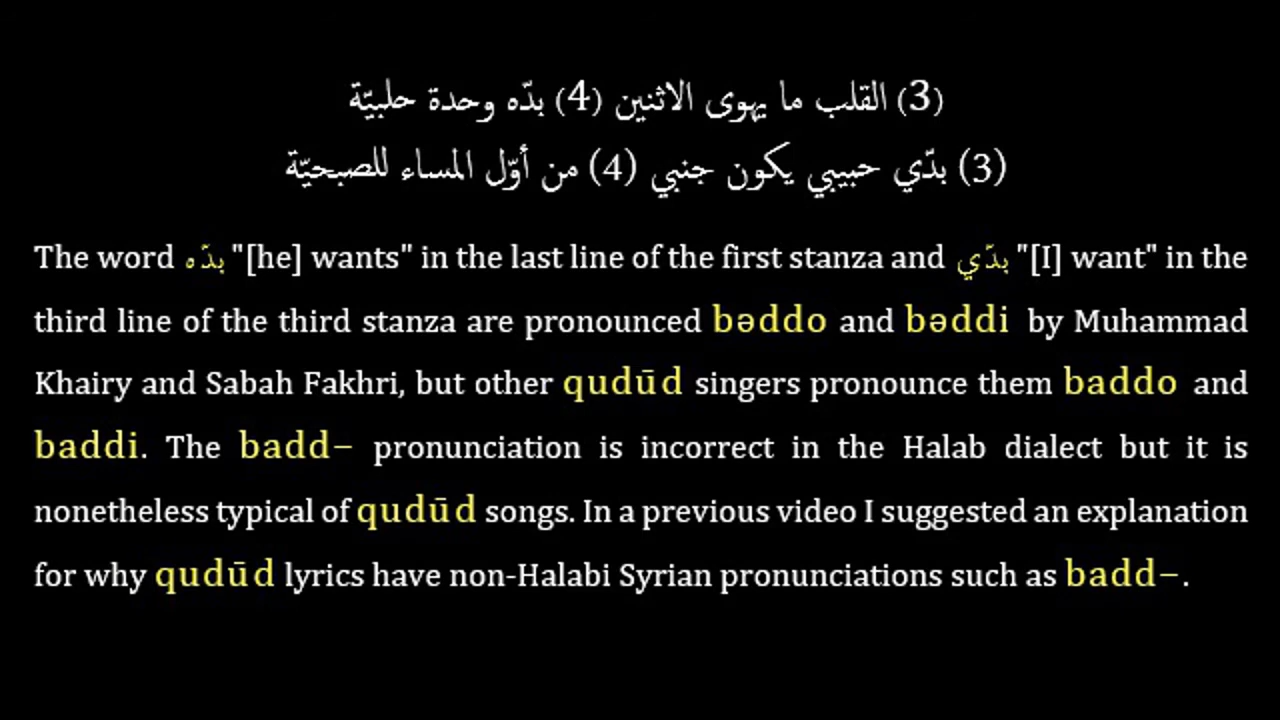 (3) القلب ما يهوى الاثنين (4) بدّه وحدة حلبيّة
(3) بدّي حبيبي يكون جنبي (4) من أوّل المساء للصبحيّة
The word بدّه "[he] wants" in the last line of the first stanza and بدّي "[I] want" in the
third line of the third stanza are pronounced bəddo and bəddi by Muhammad
Khairy and Sabah Fakhri, but other qudūd singers pronounce them baddo and
baddi. The badd– pronunciation is incorrect in the Halab dialect but it is
nonetheless typical of qudūd songs. In a previous video I suggested an explanation
for why qudūd lyrics have non-Halabi Syrian pronunciations such as badd–.